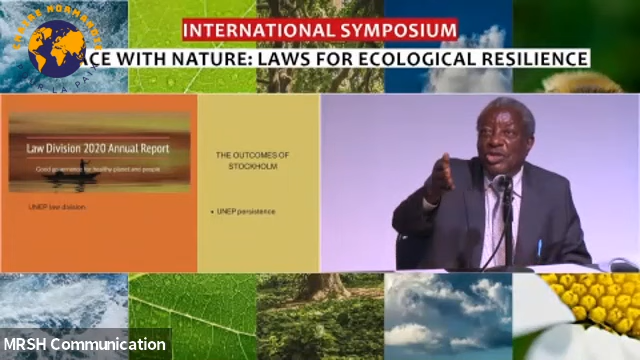 INTERNATIONAL SYMPOSIUM
ACE WITH NATURE: LAWS FOR ECOLOGICAL RESILIENCE
Law Division 2020 Annual Report
Good governance for healthy planet and people
UNEP law division
THE OUTCOMES OF
STOCKHOLM
• UNEP persistence
MRSH Communication